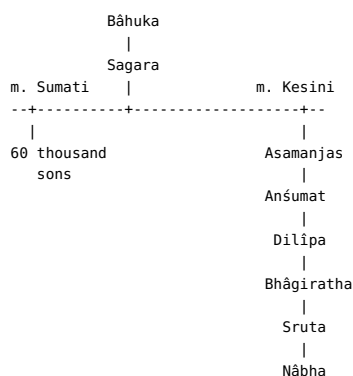 Bâhuka
|
Sagara
m. Sumati | m. Kesini
--+----------+-------------------+--
| |
60 thousand Asamanjas
sons |
Anśumat
|
Dilîpa
|
Bhâgiratha
|
Sruta
|
Nâbha